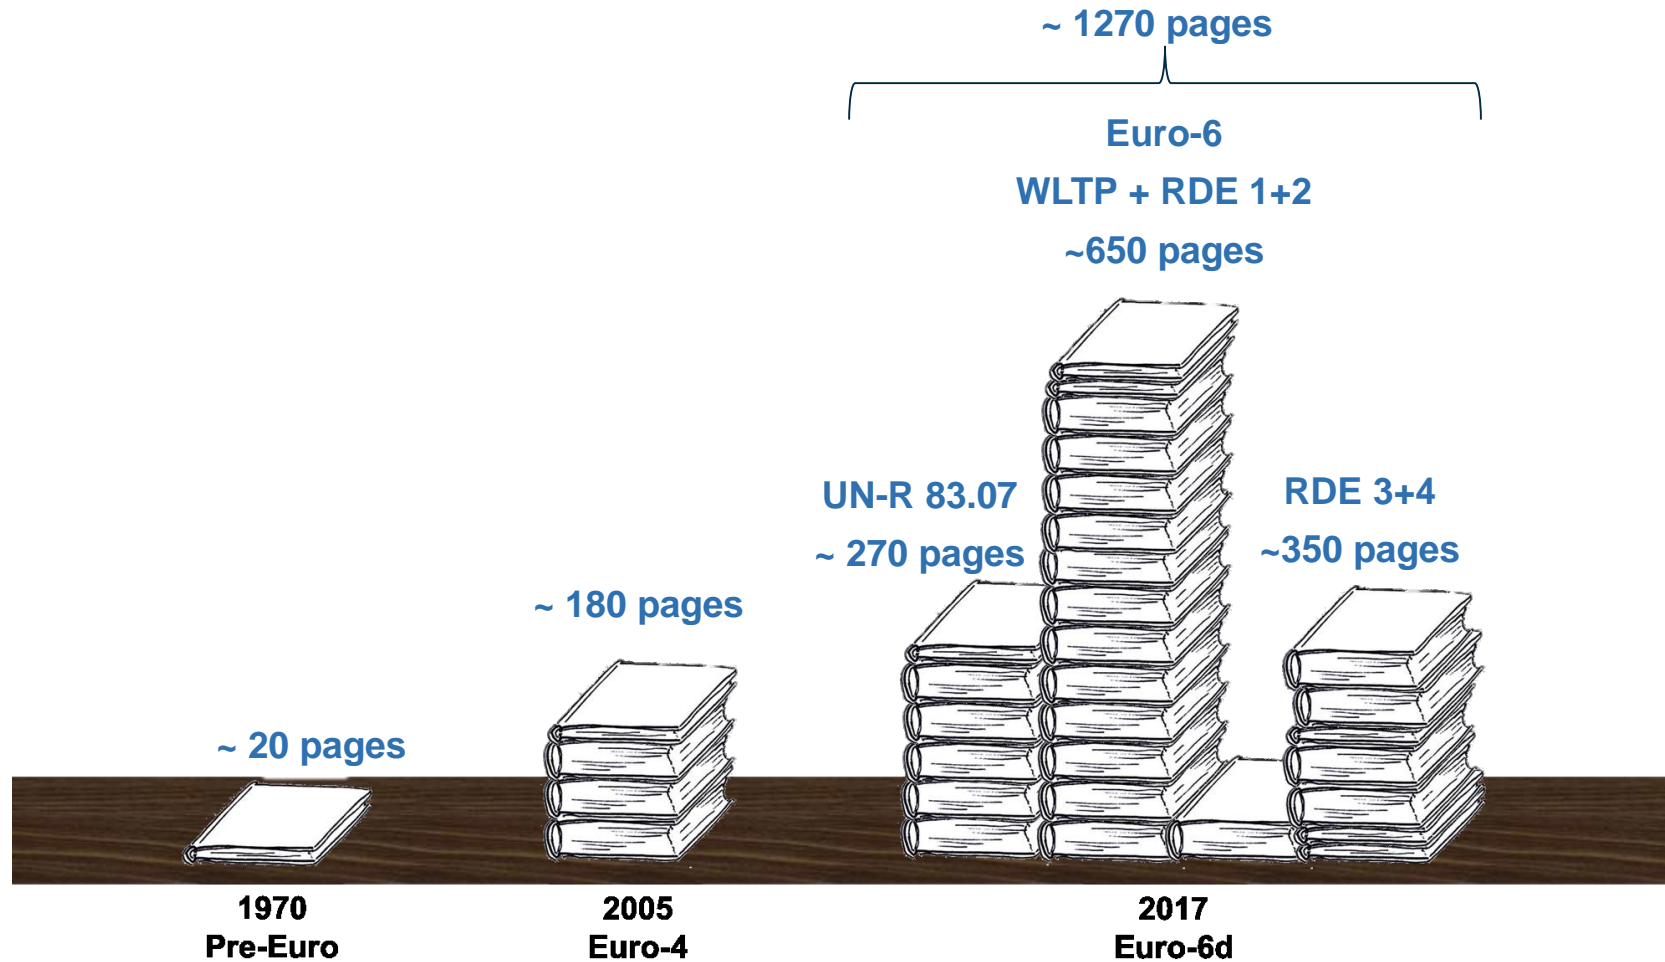 ~ 1270 pages
Euro-6
WLTP + RDE 1+2
~650 pages
UN-R 83.07
~ 270 pages
RDE 3+4
~350 pages
~ 180 pages
~ 20 pages
1970
Pre-Euro
2005
Euro-4
2017
Euro-6d